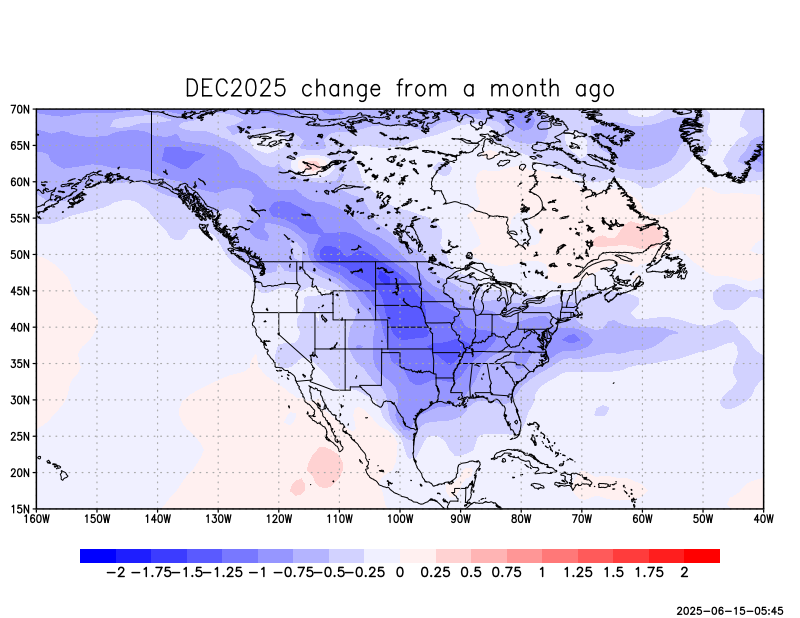 DEC2025 change from a month ago
70N
65N
60N
55N
50N
45N
40N
35N
30N
25N
20N
15N
160W 150W 140W 130W 120W 110W 100W 90W 80W 70W 60W 50W 40W
-2 -1.75 -1.5 -1.25 -1 -0.75 -0.5 -0.25 0 0.25 0.5 0.75 1 1.25 1.5 1.75 2
2025-06-15-05:45